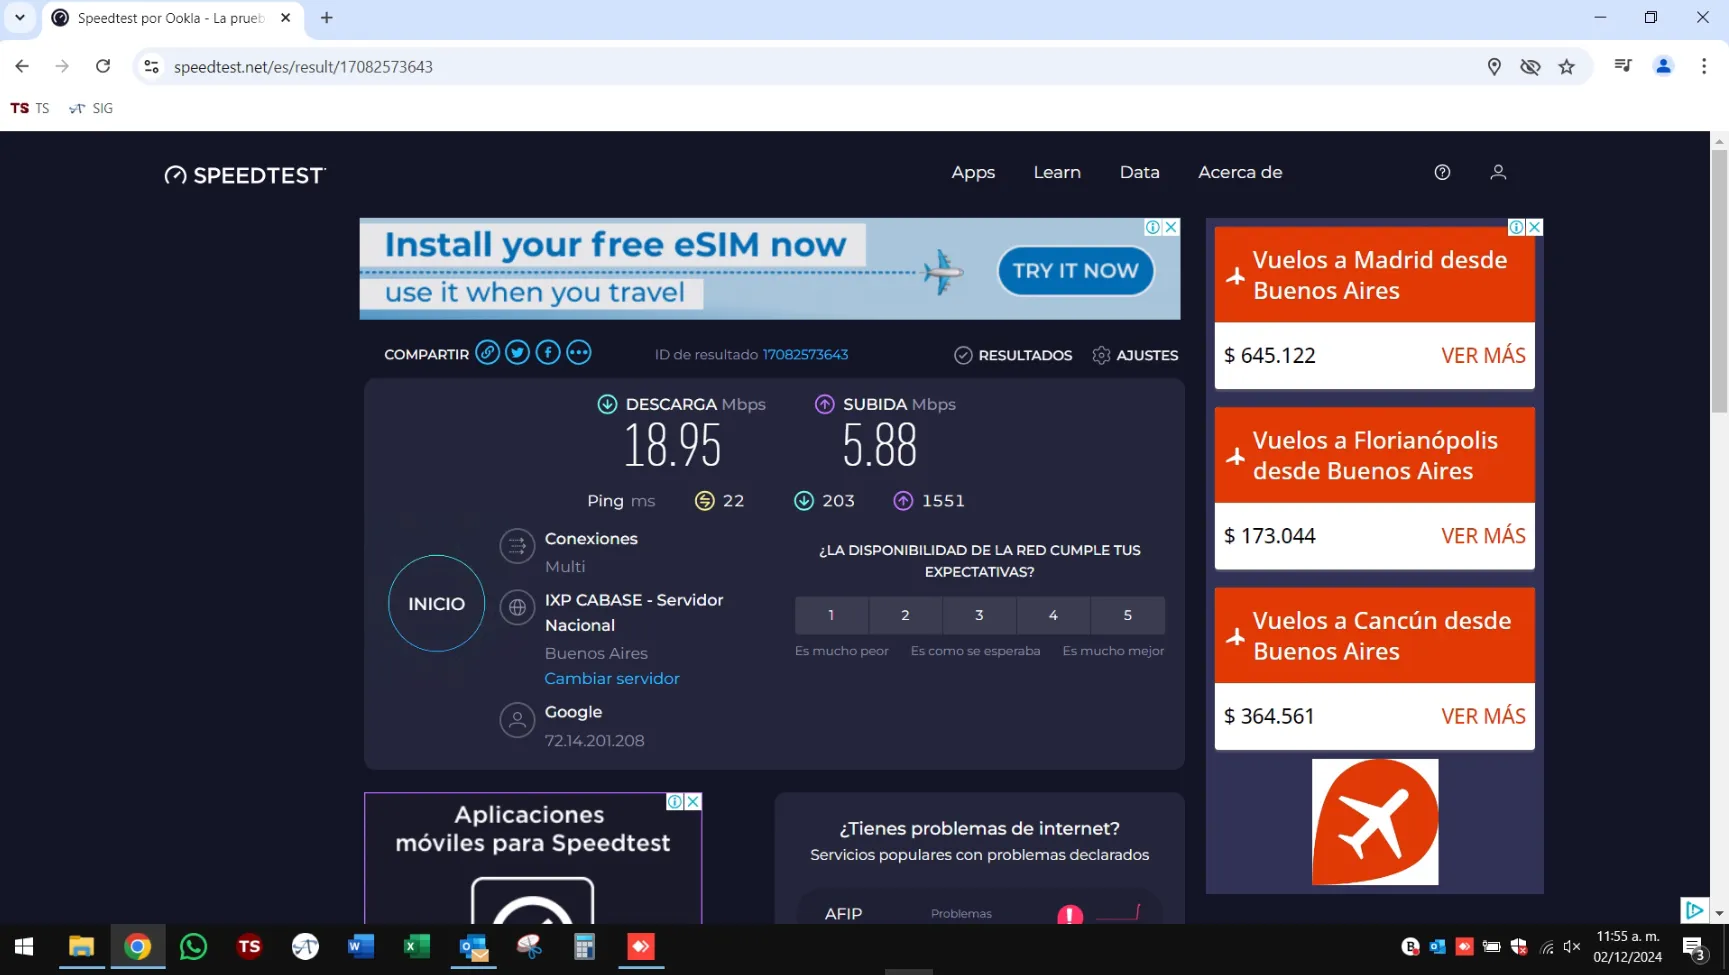 Speedtest por Ookla - La prueb
speedtest.net/es/result/17082573643
TS TS SIG
SPEEDTEST
Apps Learn Data Acerca de
Install your free eSIM now
use it when you travel
TRY IT NOW
Vuelos a Madrid desde
Buenos Aires
$ 645.122 VER MÁS
Vuelos a Florianópolis
desde Buenos Aires
$ 173.044 VER MÁS
Vuelos a Cancún desde
Buenos Aires
$ 364.561 VER MÁS
COMPARTIR ID de resultado 17082573643 RESULTADOS AJUSTES
DESCARGA Mbps SUBIDA Mbps
18.95 5.88
Ping ms 22 203 1551
INICIO
Conexiones
Multi
IXP CABASE - Servidor
Nacional
Buenos Aires
Cambiar servidor
Google
72.14.201.208
¿LA DISPONIBILIDAD DE LA RED CUMPLE TUS
EXPECTATIVAS?
1 2 3 4 5
Es mucho peor Es como se esperaba Es mucho mejor
Aplicaciones
móviles para Speedtest
¿Tienes problemas de internet?
Servicios populares con problemas declarados
AFIP Problemas
TS
11:55 a. m.
02/12/2024
3